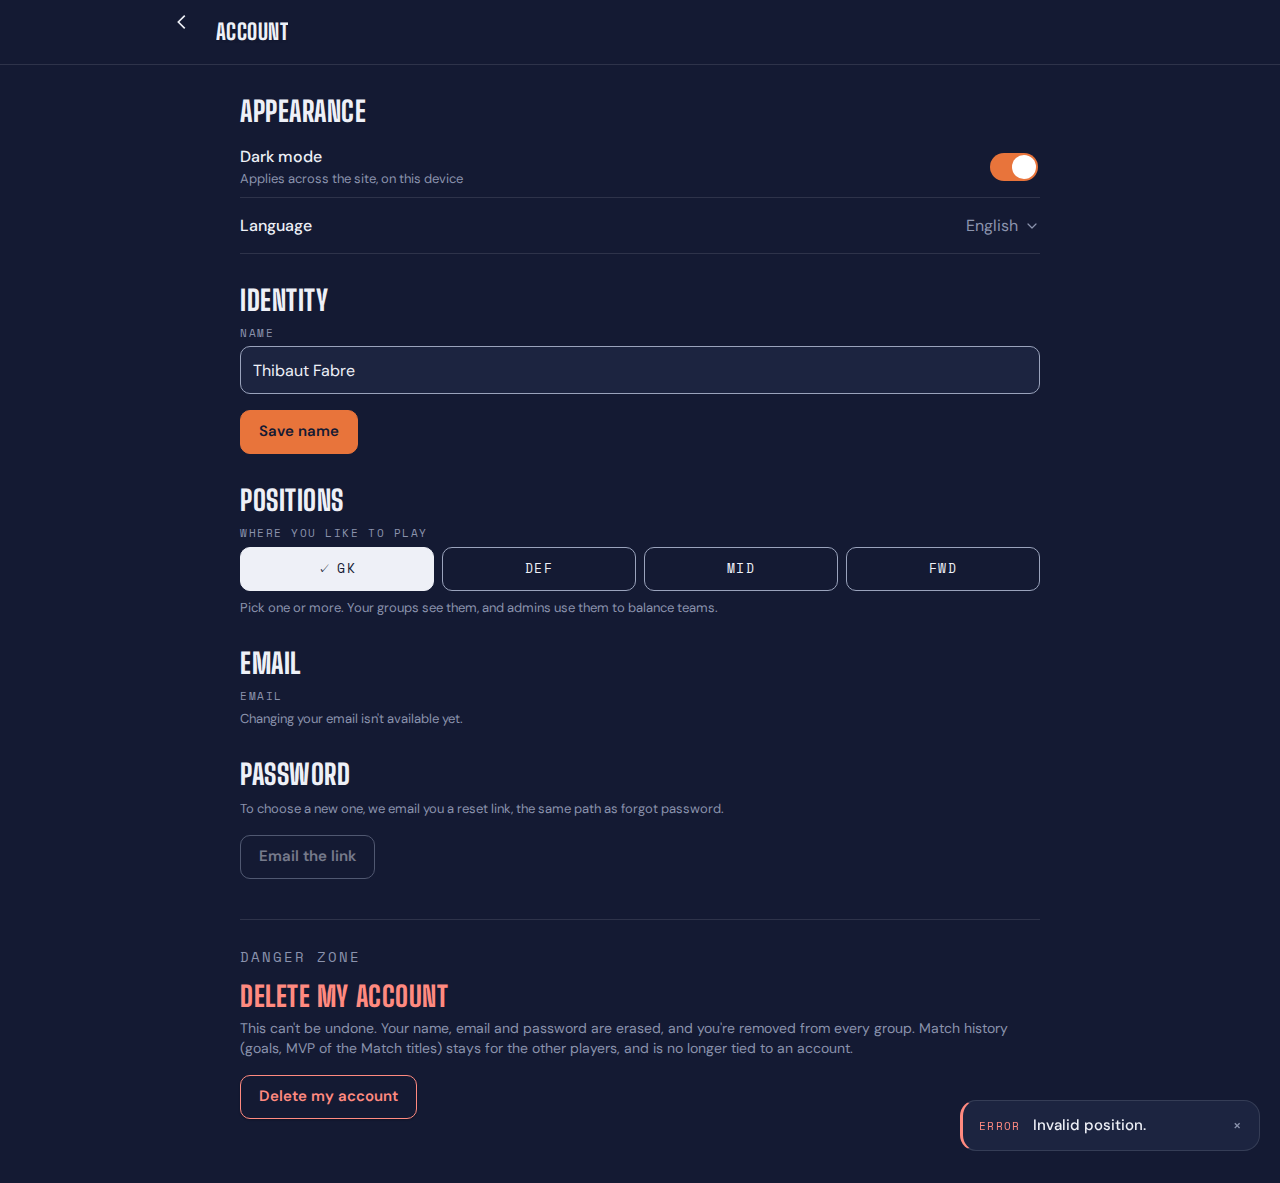 ACCOUNT
APPEARANCE
Dark mode
Applies across the site, on this device
Language
English
IDENTITY
NAME
Thibaut Fabre
Save name
POSITIONS
WHERE YOU LIKE TO PLAY
✓ GK
DEF
MID
FWD
Pick one or more. Your groups see them, and admins use them to balance teams.
EMAIL
EMAIL
Changing your email isn't available yet.
PASSWORD
To choose a new one, we email you a reset link, the same path as forgot password.
Email the link
DANGER ZONE
DELETE MY ACCOUNT
This can't be undone. Your name, email and password are erased, and you're removed from every group. Match history
(goals, MVP of the Match titles) stays for the other players, and is no longer tied to an account.
Delete my account
ERROR Invalid position. ×